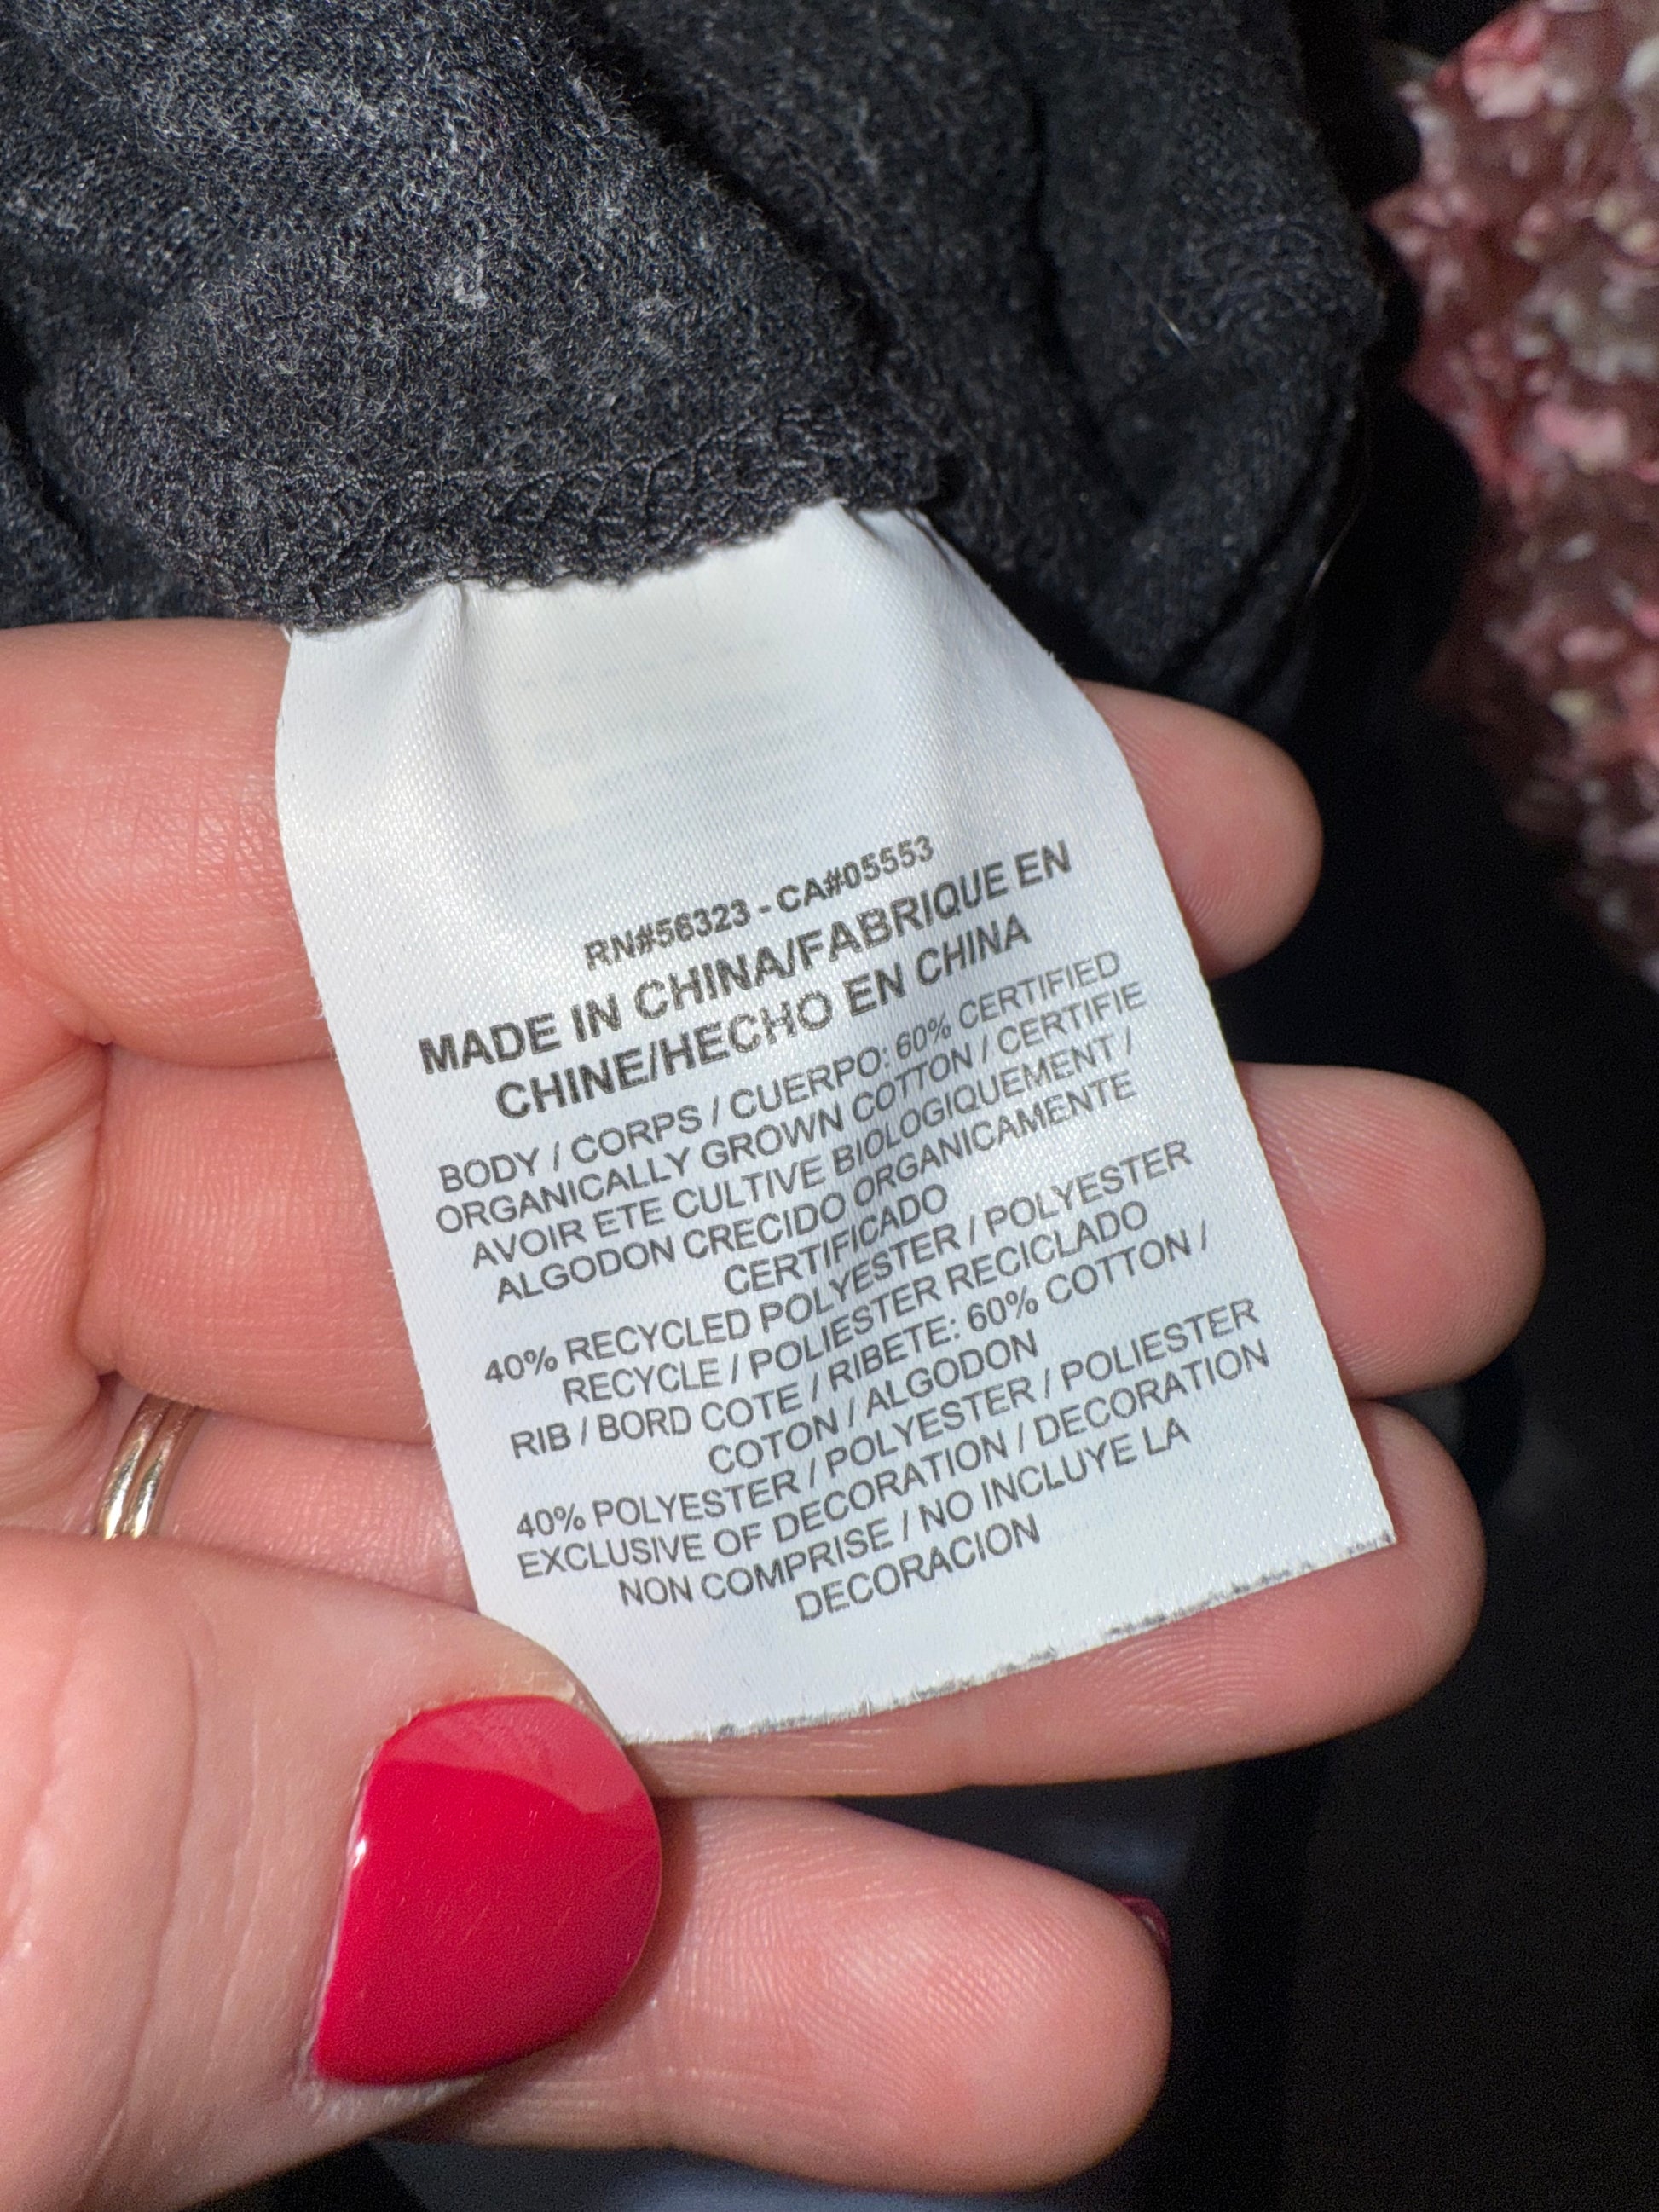 RN#56323 - CA#05553
MADE IN CHINA/FABRIQUE EN
CHINE/HECHO EN CHINA
BODY / CORPS / CUERPO: 60% CERTIFIED
ORGANICALLY GROWN COTTON / CERTIFIE
AVOIR ETE CULTIVE BIOLOGIQUEMENT /
ALGODON CRECIDO ORGANICAMENTE
CERTIFICADO
40% RECYCLED POLYESTER / POLYESTER
RECYCLE / POLIESTER RECICLADO
RIB / BORD COTE / RIBETE: 60% COTTON /
COTON / ALGODON
40% POLYESTER / POLYESTER / POLIESTER
EXCLUSIVE OF DECORATION / DECORATION
NON COMPRISE / NO INCLUYE LA
DECORACION